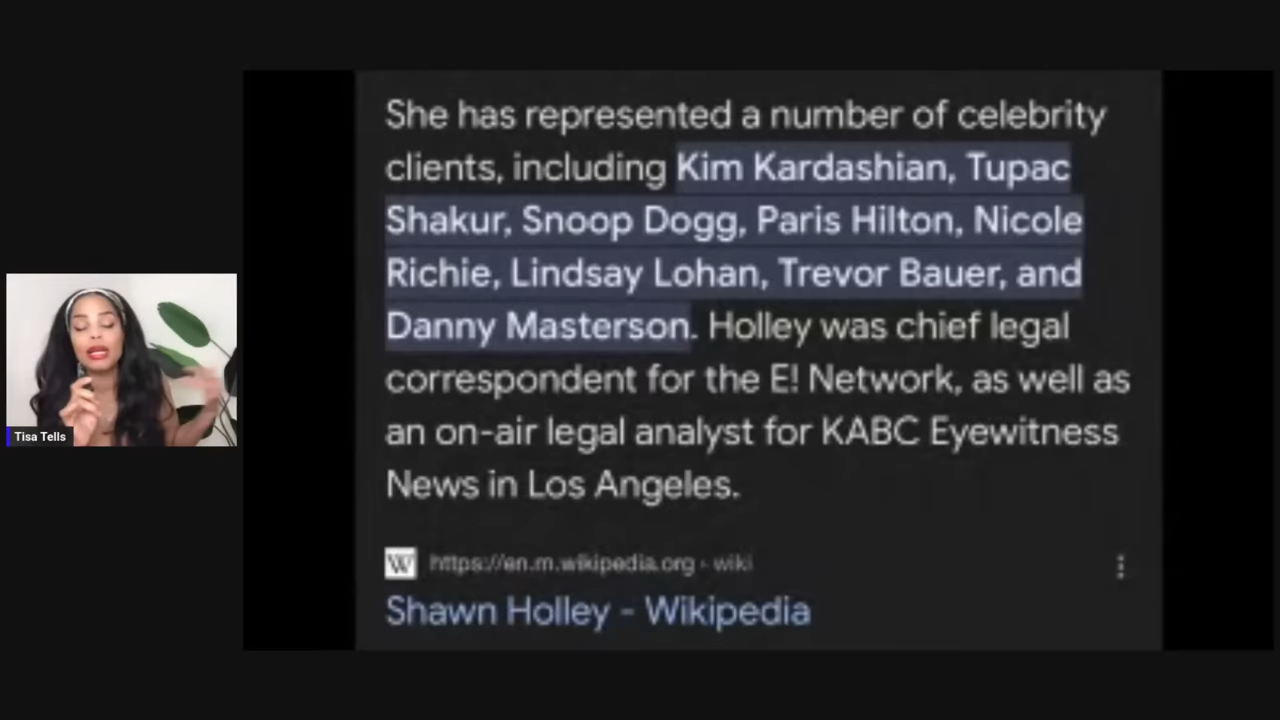 She has represented a number of celebrity
clients, including Kim Kardashian, Tupac
Shakur, Snoop Dogg, Paris Hilton, Nicole
Richie, Lindsay Lohan, Trevor Bauer, and
Danny Masterson. Holley was chief legal
correspondent for the E! Network, as well as
an on-air legal analyst for KABC Eyewitness
News in Los Angeles.
W
https://en.m.wikipedia.org › wiki
Shawn Holley - Wikipedia
Tisa Tells